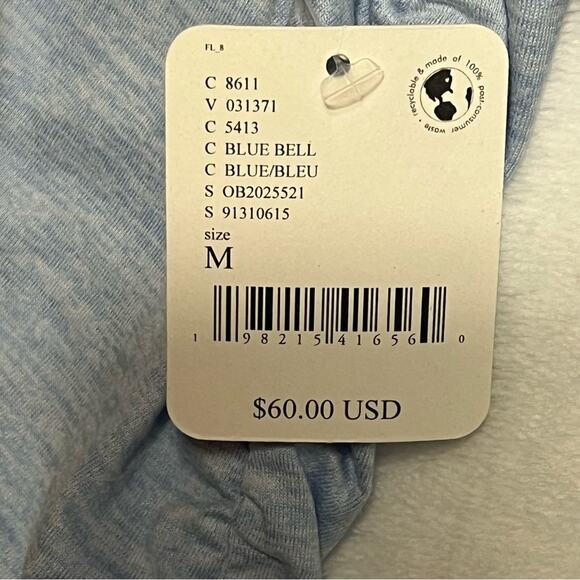 FL_B
C 8611
V 031371
C 5413
C BLUE BELL
C BLUE/BLEU
S OB2025521
S 91310615
size
M
1 98215 41656 0
$60.00 USD
recyclable & made of 100% post-consumer waste •